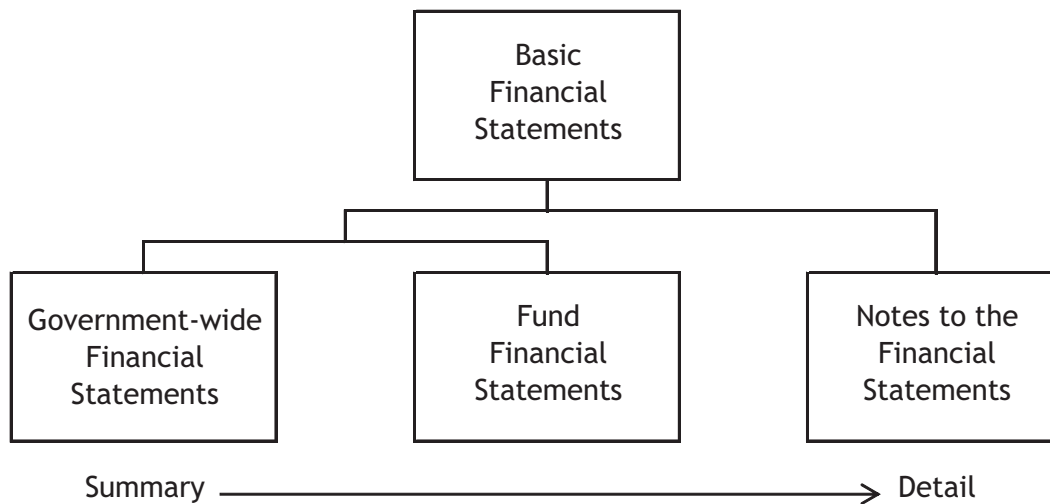 Basic
Financial
Statements
Government-wide
Financial
Statements
Fund
Financial
Statements
Notes to the
Financial
Statements
Summary
Detail